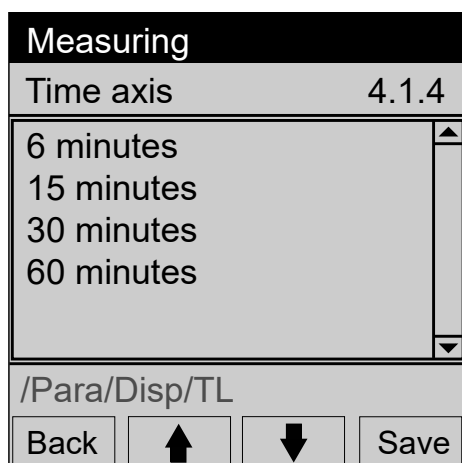 Measuring
Time axis 4.1.4
6 minutes
15 minutes
30 minutes
60 minutes
/Para/Disp/TL
Back Save